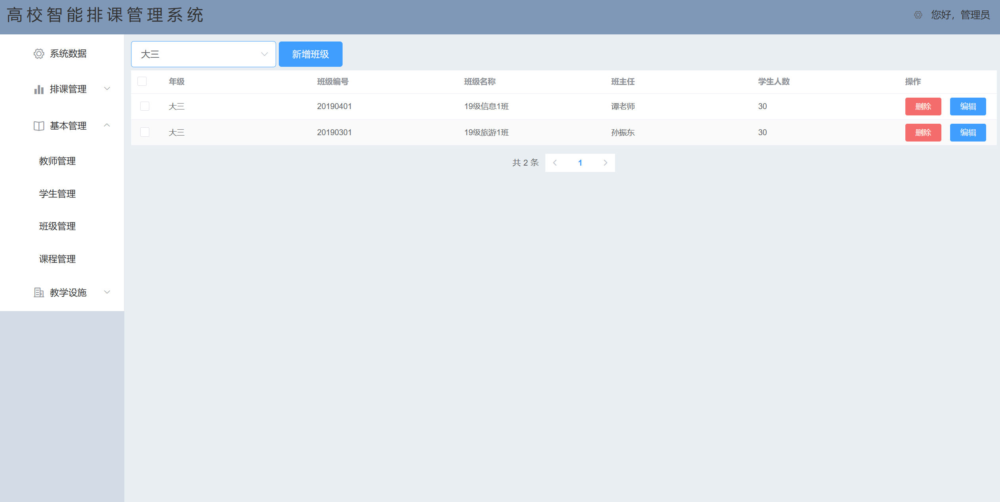 高校智能排课管理系统
您好，管理员
系统数据
排课管理
基本管理
教师管理
学生管理
班级管理
课程管理
教学设施
大三
新增班级
年级 班级编号 班级名称 班主任 学生人数 操作
大三 20190401 19级信息1班 谭老师 30 删除 编辑
大三 20190301 19级旅游1班 孙振东 30 删除 编辑
共 2 条 1